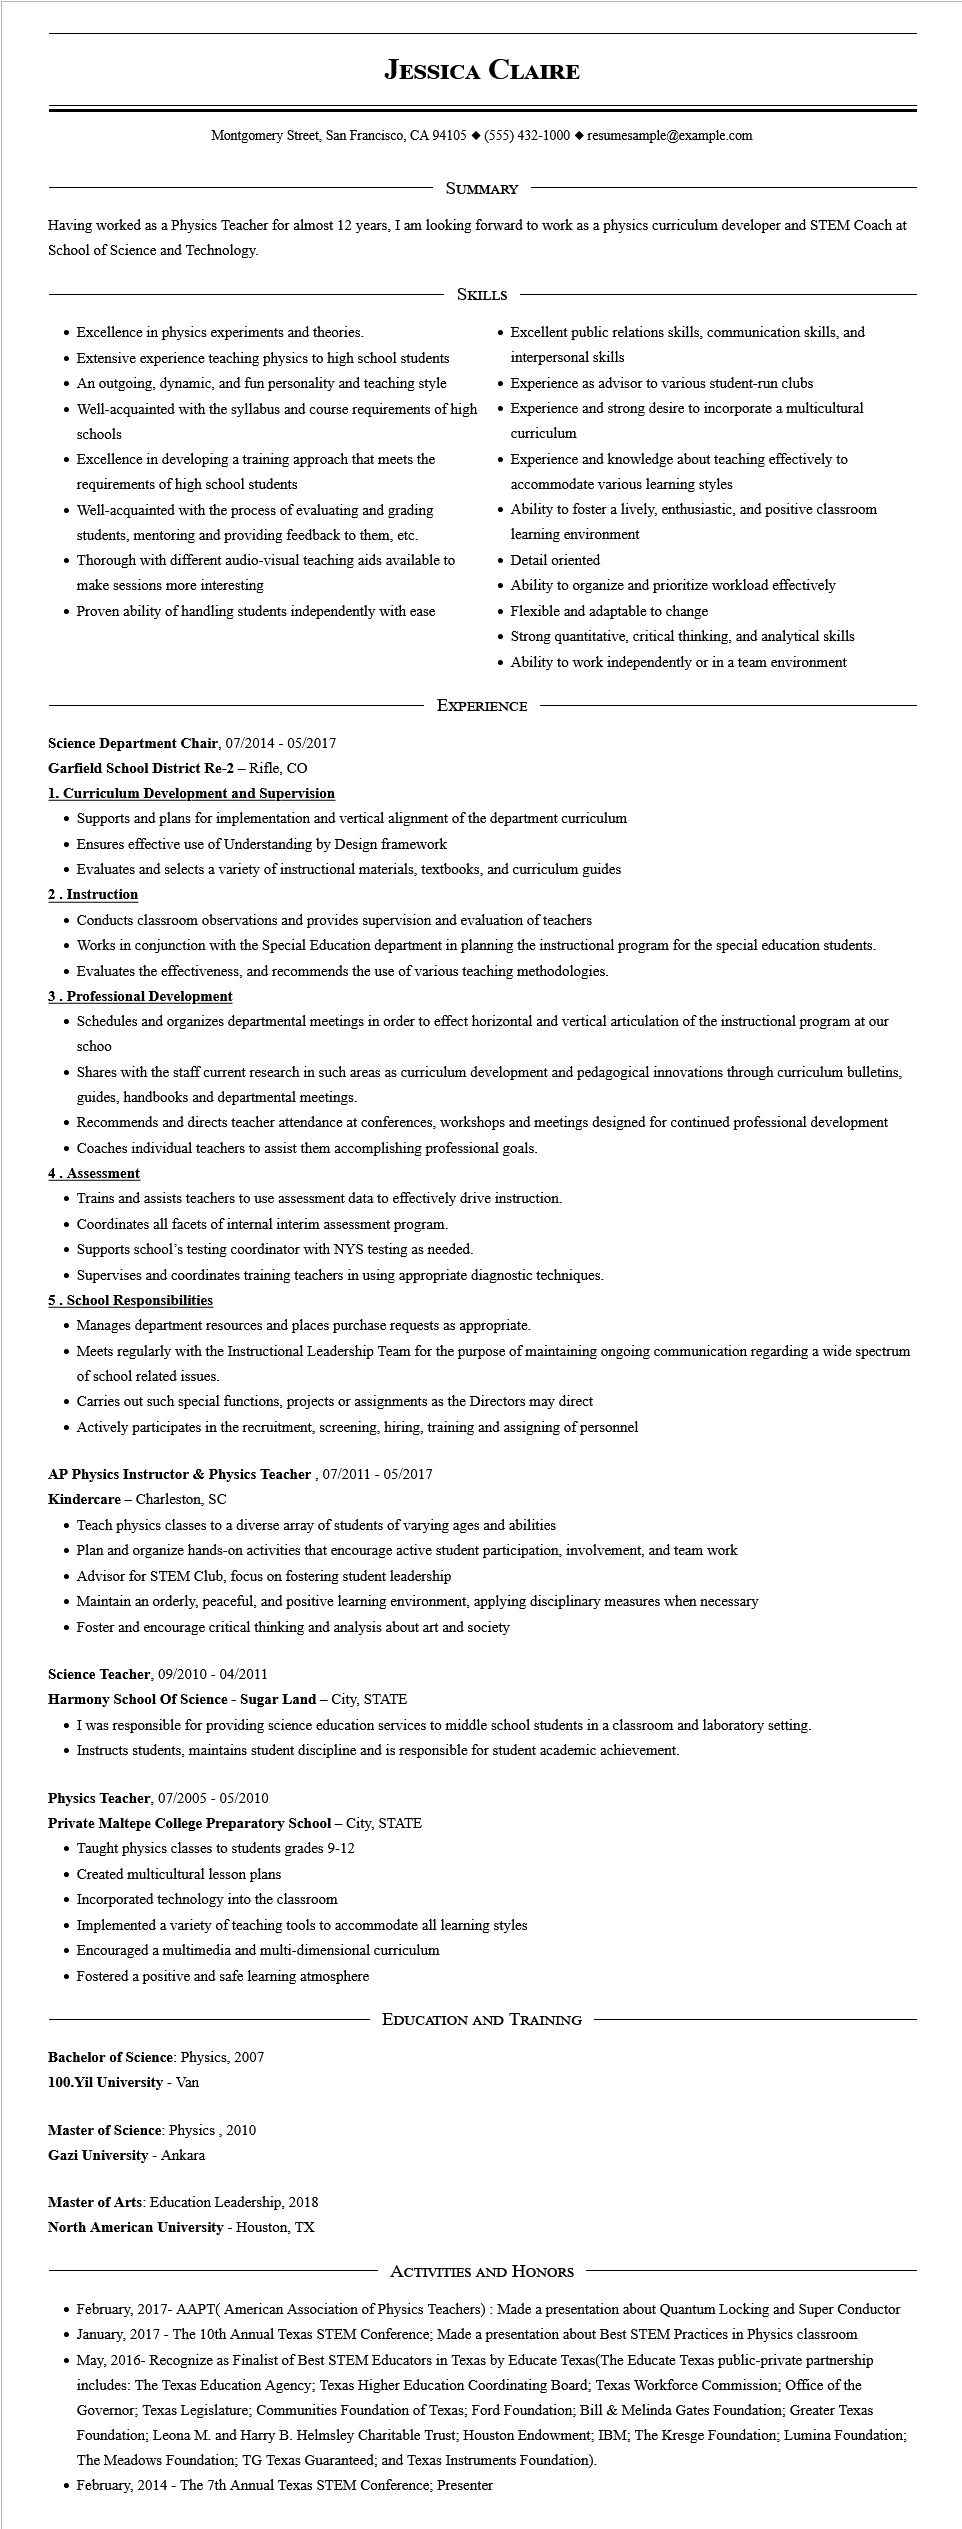 Jessica Claire
Montgomery Street, San Francisco, CA 94105 ◆ (555) 432-1000 ◆ resumesample@example.com
Summary
Having worked as a Physics Teacher for almost 12 years, I am looking forward to work as a physics curriculum developer and STEM Coach at
School of Science and Technology.
Skills
• Excellence in physics experiments and theories.
• Extensive experience teaching physics to high school students
• An outgoing, dynamic, and fun personality and teaching style
• Well-acquainted with the syllabus and course requirements of high
schools
• Excellence in developing a training approach that meets the
requirements of high school students
• Well-acquainted with the process of evaluating and grading
students, mentoring and providing feedback to them, etc.
• Thorough with different audio-visual teaching aids available to
make sessions more interesting
• Proven ability of handling students independently with ease
• Excellent public relations skills, communication skills, and
interpersonal skills
• Experience as advisor to various student-run clubs
• Experience and strong desire to incorporate a multicultural
curriculum
• Experience and knowledge about teaching effectively to
accommodate various learning styles
• Ability to foster a lively, enthusiastic, and positive classroom
learning environment
• Detail oriented
• Ability to organize and prioritize workload effectively
• Flexible and adaptable to change
• Strong quantitative, critical thinking, and analytical skills
• Ability to work independently or in a team environment
Experience
Science Department Chair, 07/2014 - 05/2017
Garfield School District Re-2 – Rifle, CO
1. Curriculum Development and Supervision
• Supports and plans for implementation and vertical alignment of the department curriculum
• Ensures effective use of Understanding by Design framework
• Evaluates and selects a variety of instructional materials, textbooks, and curriculum guides
2 . Instruction
• Conducts classroom observations and provides supervision and evaluation of teachers
• Works in conjunction with the Special Education department in planning the instructional program for the special education students.
• Evaluates the effectiveness, and recommends the use of various teaching methodologies.
3 . Professional Development
• Schedules and organizes departmental meetings in order to effect horizontal and vertical articulation of the instructional program at our
schoo
• Shares with the staff current research in such areas as curriculum development and pedagogical innovations through curriculum bulletins,
guides, handbooks and departmental meetings.
• Recommends and directs teacher attendance at conferences, workshops and meetings designed for continued professional development
• Coaches individual teachers to assist them accomplishing professional goals.
4 . Assessment
• Trains and assists teachers to use assessment data to effectively drive instruction.
• Coordinates all facets of internal interim assessment program.
• Supports school’s testing coordinator with NYS testing as needed.
• Supervises and coordinates training teachers in using appropriate diagnostic techniques.
5 . School Responsibilities
• Manages department resources and places purchase requests as appropriate.
• Meets regularly with the Instructional Leadership Team for the purpose of maintaining ongoing communication regarding a wide spectrum
of school related issues.
• Carries out such special functions, projects or assignments as the Directors may direct
• Actively participates in the recruitment, screening, hiring, training and assigning of personnel
AP Physics Instructor & Physics Teacher , 07/2011 - 05/2017
Kindercare – Charleston, SC
• Teach physics classes to a diverse array of students of varying ages and abilities
• Plan and organize hands-on activities that encourage active student participation, involvement, and team work
• Advisor for STEM Club, focus on fostering student leadership
• Maintain an orderly, peaceful, and positive learning environment, applying disciplinary measures when necessary
• Foster and encourage critical thinking and analysis about art and society
Science Teacher, 09/2010 - 04/2011
Harmony School Of Science - Sugar Land – City, STATE
• I was responsible for providing science education services to middle school students in a classroom and laboratory setting.
• Instructs students, maintains student discipline and is responsible for student academic achievement.
Physics Teacher, 07/2005 - 05/2010
Private Maltepe College Preparatory School – City, STATE
• Taught physics classes to students grades 9-12
• Created multicultural lesson plans
• Incorporated technology into the classroom
• Implemented a variety of teaching tools to accommodate all learning styles
• Encouraged a multimedia and multi-dimensional curriculum
• Fostered a positive and safe learning atmosphere
Education and Training
Bachelor of Science: Physics, 2007
100.Yil University - Van
Master of Science: Physics , 2010
Gazi University - Ankara
Master of Arts: Education Leadership, 2018
North American University - Houston, TX
Activities and Honors
• February, 2017- AAPT( American Association of Physics Teachers) : Made a presentation about Quantum Locking and Super Conductor
• January, 2017 - The 10th Annual Texas STEM Conference; Made a presentation about Best STEM Practices in Physics classroom
• May, 2016- Recognize as Finalist of Best STEM Educators in Texas by Educate Texas(The Educate Texas public-private partnership
includes: The Texas Education Agency; Texas Higher Education Coordinating Board; Texas Workforce Commission; Office of the
Governor; Texas Legislature; Communities Foundation of Texas; Ford Foundation; Bill & Melinda Gates Foundation; Greater Texas
Foundation; Leona M. and Harry B. Helmsley Charitable Trust; Houston Endowment; IBM; The Kresge Foundation; Lumina Foundation;
The Meadows Foundation; TG Texas Guaranteed; and Texas Instruments Foundation).
• February, 2014 - The 7th Annual Texas STEM Conference; Presenter